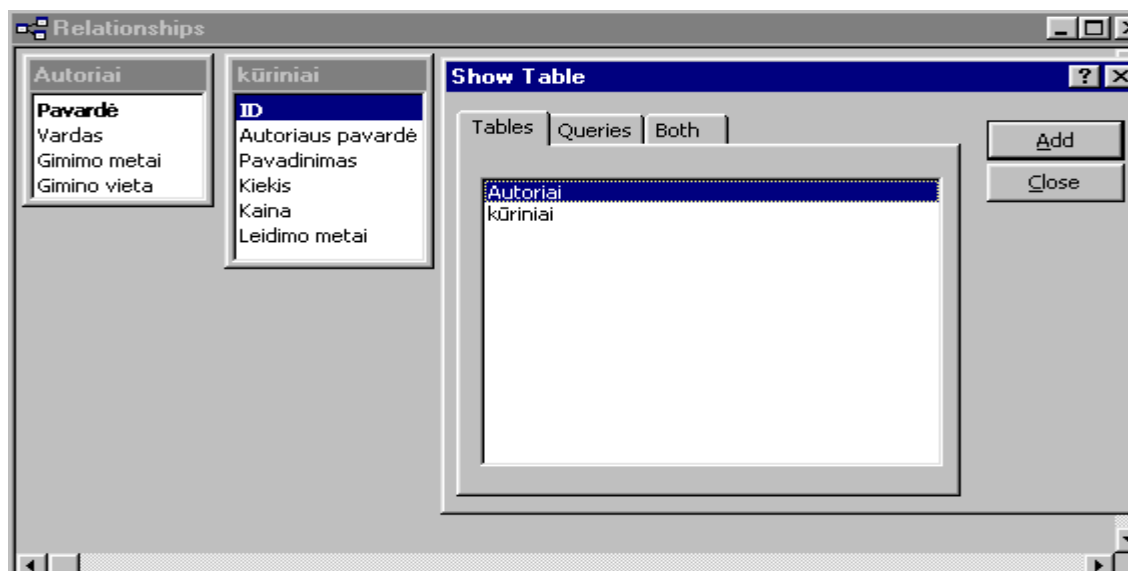 Relationships
Autoriai
Pavardė
Vardas
Gimimo metai
Gimino vieta
kūriniai
ID
Autoriaus pavardė
Pavadinimas
Kiekis
Kaina
Leidimo metai
Show Table
Tables
Queries
Both
Autoriai
kūriniai
Add
Close